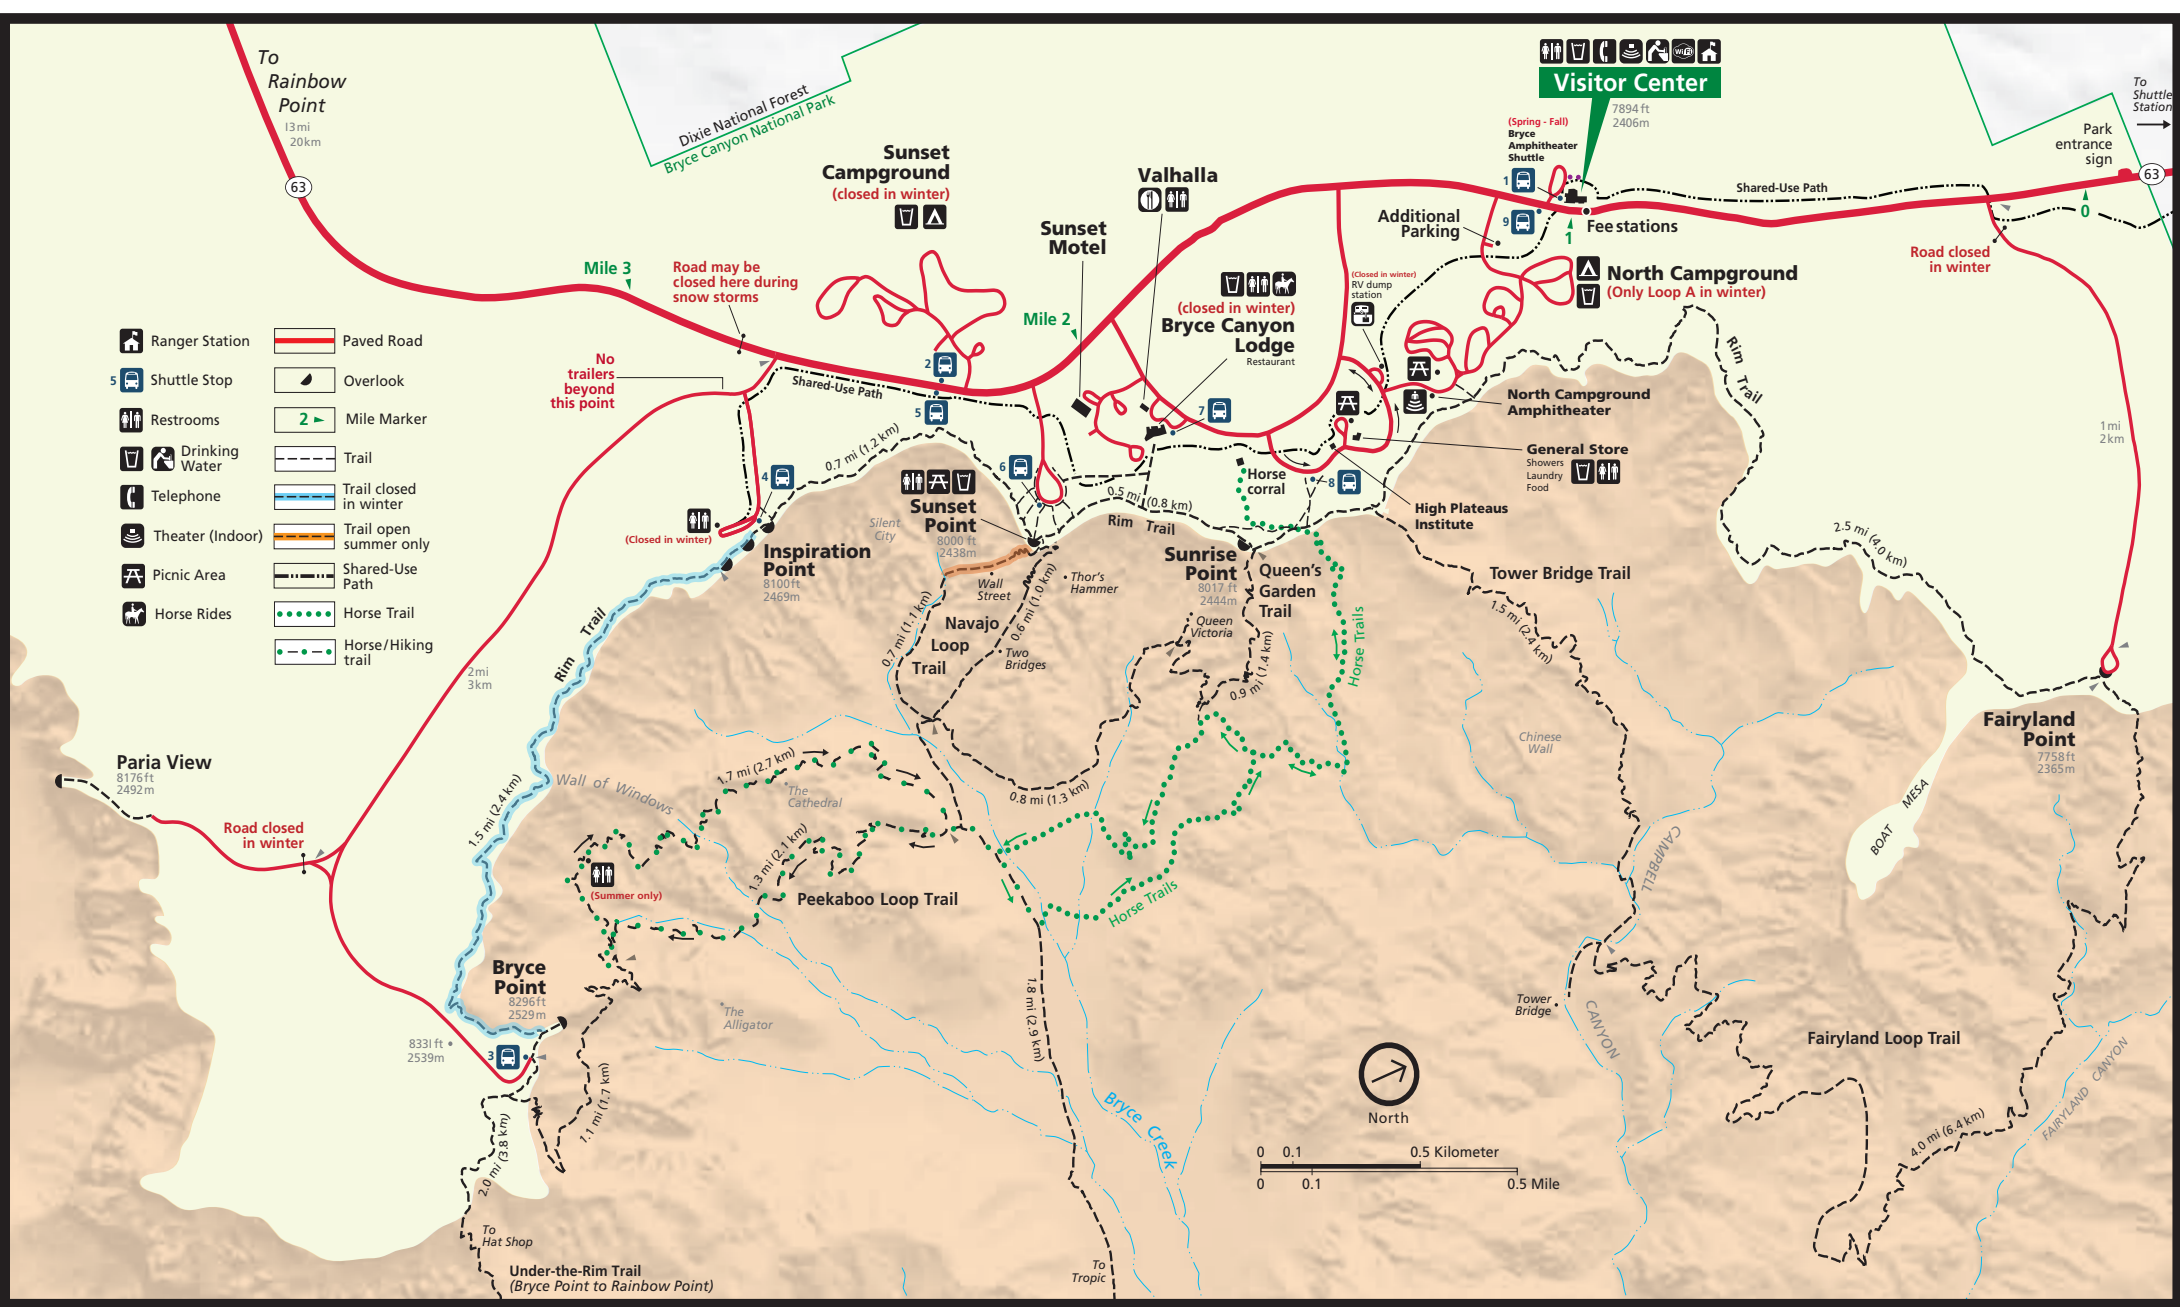 To
Rainbow
Point
13mi
20km
63
Dixie National Forest
Bryce Canyon National Park
Sunset
Campground
(closed in winter)
Valhalla
Sunset
Motel
Mile 3
Road may be
closed here during
snow storms
Mile 2
No
trailers
beyond
this point
Shared-Use Path
2
5
(closed in winter)
Bryce Canyon
Lodge
Restaurant
7
WiFi
Visitor Center
7894 ft
2406m
(Spring - Fall)
Bryce
Amphitheater
Shuttle
1
9
Additional
Parking
1
Fee stations
Shared-Use Path
Park
entrance
sign
To
Shuttle
Station
63
0
Road closed
in winter
(Closed in winter)
RV dump
station
North Campground
(Only Loop A in winter)
North Campground
Amphitheater
General Store
Showers
Laundry
Food
High Plateaus
Institute
8
Horse
corral
Rim Trail
1mi
2km
2.5 mi (4.0 km)
Ranger Station
Paved Road
5
Shuttle Stop
Overlook
Restrooms
2
Mile Marker
Drinking
Water
Trail
Telephone
Trail closed
in winter
Theater (Indoor)
Trail open
summer only
Picnic Area
Shared-Use
Path
Horse Rides
Horse Trail
Horse/Hiking
trail
4
(Closed in winter)
0.7 mi (1.2 km)
Inspiration
Point
8100ft
2469m
Silent
City
6
Sunset
Point
8000 ft
2438m
0.5 mi (0.8 km)
Rim Trail
Sunrise
Point
8017 ft
2444m
Queen's
Garden
Trail
Wall
Street
Thor's
Hammer
Queen
Victoria
Two
Bridges
Navajo
Loop
Trail
0.7 mi (1.1 km)
0.6 mi (1.0 km)
0.9 mi (1.4 km)
0.8 mi (1.3 km)
Horse Trails
Tower Bridge Trail
1.5 mi (2.4 km)
Rim Trail
2mi
3km
Paria View
8176ft
2492m
Road closed
in winter
1.5 mi (2.4 km)
Wall of Windows
1.7 mi (2.7 km)
The
Cathedral
1.3 mi (2.1 km)
(Summer only)
Peekaboo Loop Trail
Horse Trails
Chinese
Wall
CAMPBELL
CANYON
BOAT MESA
Fairyland
Point
7758ft
2365m
Bryce
Point
8296ft
2529m
3
8331 ft
2539m
The
Alligator
1.8 mi (2.9 km)
1.1 mi (1.7 km)
2.0 mi (3.8 km)
Bryce Creek
Tower
Bridge
Fairyland Loop Trail
4.0 mi (6.4 km)
FAIRYLAND CANYON
North
0 0.1 0.5 Kilometer
0 0.1 0.5 Mile
To
Hat Shop
Under-the-Rim Trail
(Bryce Point to Rainbow Point)
To
Tropic